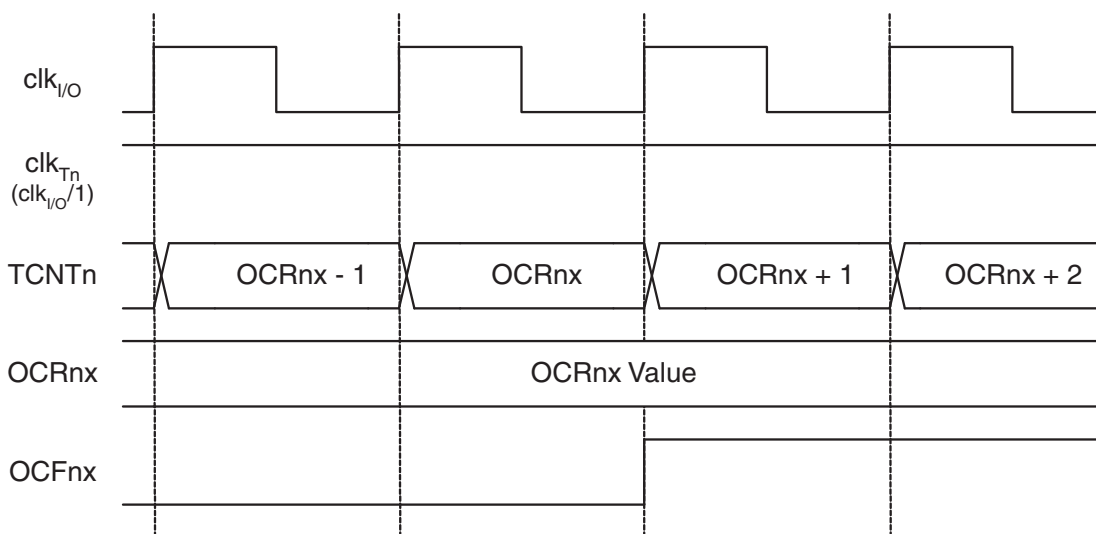 clkI/O
clkTn
(clkI/O/1)
TCNTn OCRnx - 1 OCRnx OCRnx + 1 OCRnx + 2
OCRnx OCRnx Value
OCFnx